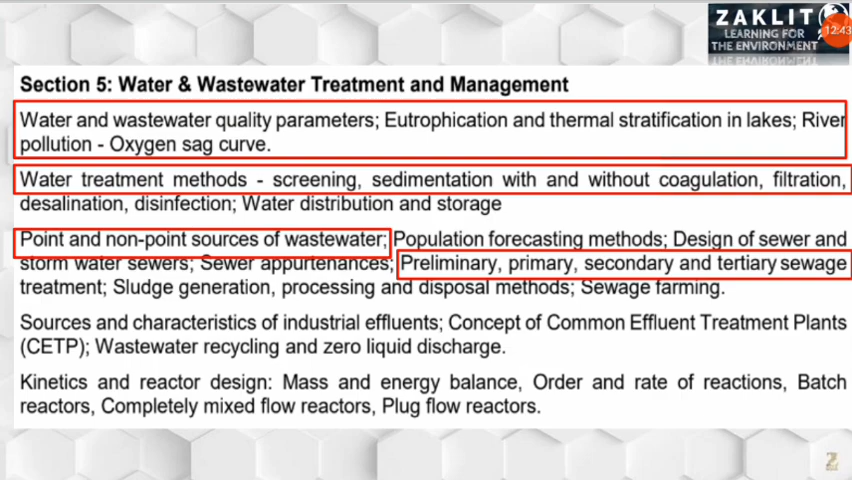 ZAKLIT
LEARNING FOR
THE ENVIRONMENT
12:43
Section 5: Water & Wastewater Treatment and Management
Water and wastewater quality parameters; Eutrophication and thermal stratification in lakes; River
pollution - Oxygen sag curve.
Water treatment methods - screening, sedimentation with and without coagulation, filtration,
desalination, disinfection; Water distribution and storage
Point and non-point sources of wastewater; Population forecasting methods; Design of sewer and
storm water sewers; Sewer appurtenances; Preliminary, primary, secondary and tertiary sewage
treatment; Sludge generation, processing and disposal methods; Sewage farming.
Sources and characteristics of industrial effluents; Concept of Common Effluent Treatment Plants
(CETP); Wastewater recycling and zero liquid discharge.
Kinetics and reactor design: Mass and energy balance, Order and rate of reactions, Batch
reactors, Completely mixed flow reactors, Plug flow reactors.
Z